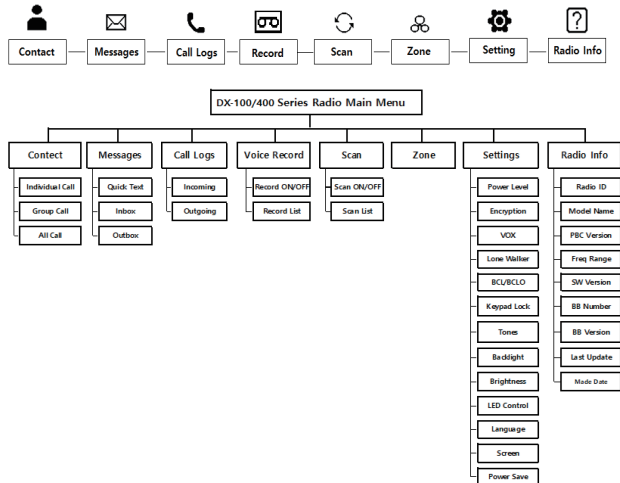 Contact
Messages
Call Logs
Record
Scan
Zone
Setting
Radio Info
DX-100/400 Series Radio Main Menu
Contect
Messages
Call Logs
Voice Record
Scan
Zone
Settings
Radio Info
Individual Call
Group Call
All Call
Quick Text
Inbox
Outbox
Incoming
Outgoing
Record ON/OFF
Record List
Scan ON/OFF
Scan List
Power Level
Encryption
VOX
Lone Walker
BCL/BCLO
Keypad Lock
Tones
Backlight
Brightness
LED Control
Language
Screen
Power Save
Radio ID
Model Name
PBC Version
Freq Range
SW Version
BB Number
BB Version
Last Update
Made Date